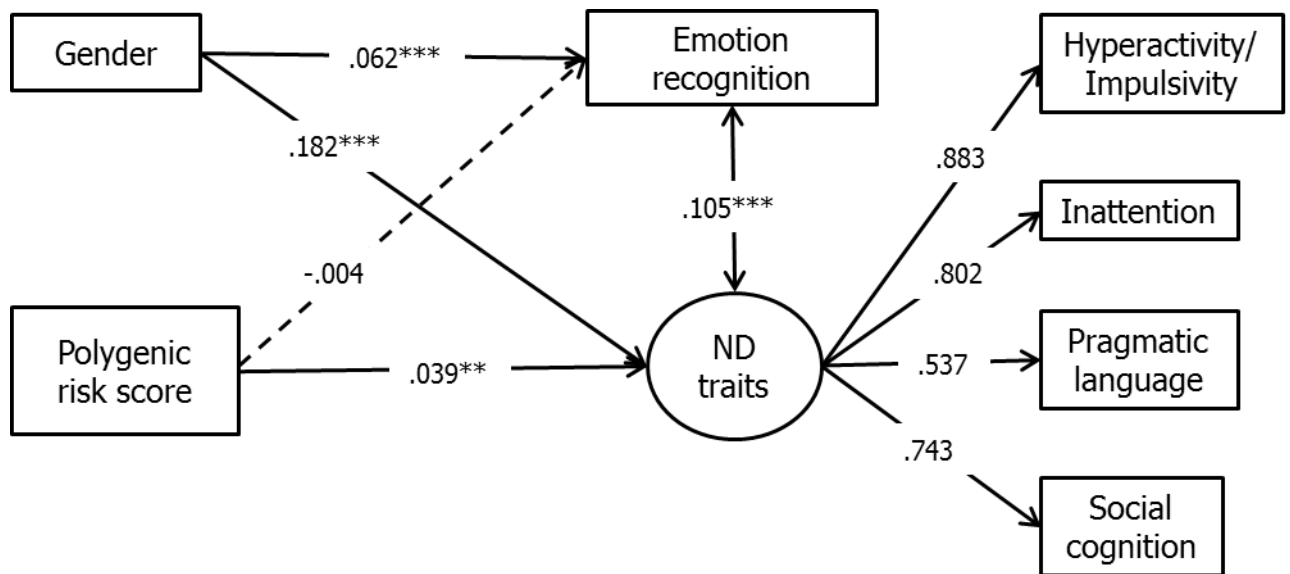 Gender
.062***
Emotion
recognition
Hyperactivity/
Impulsivity
.182***
.883
.105***
Inattention
-.004
.802
Polygenic
risk score
.039**
ND
traits
.537
Pragmatic
language
.743
Social
cognition